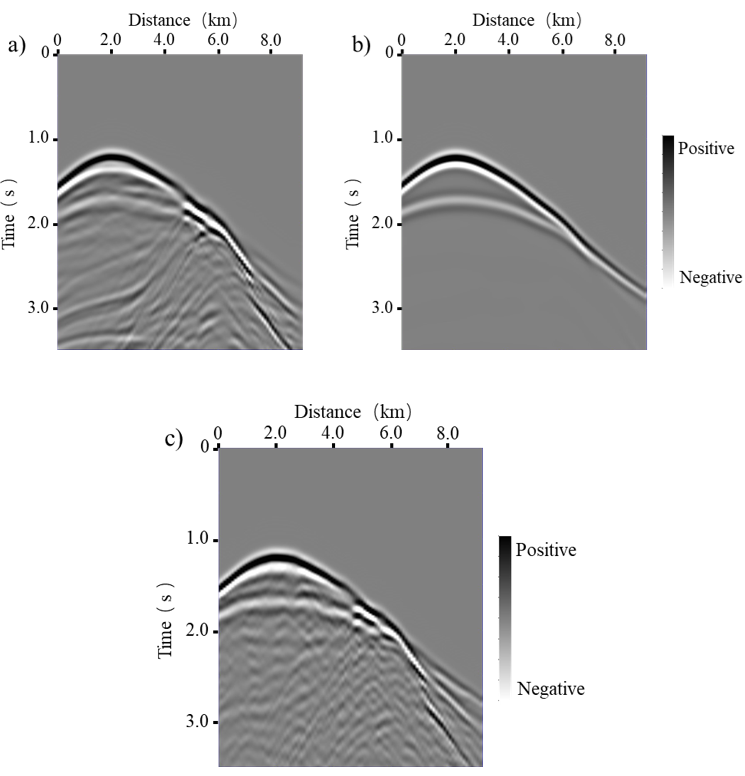 Distance （km）
a)
0 2.0 4.0 6.0 8.0
0
1.0
2.0
3.0
Time（ s ）
Distance （km）
b)
0 2.0 4.0 6.0 8.0
0
1.0
2.0
3.0
Time（ s ）
Positive
Negative
Distance （km）
c)
0 2.0 4.0 6.0 8.0
0
1.0
2.0
3.0
Time（ s ）
Positive
Negative